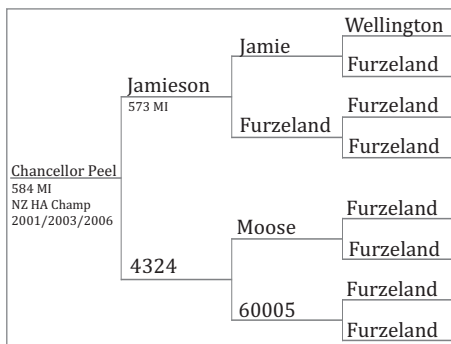 Wellington
Jamie
Furzeland
Jamieson
573 MI
Furzeland
Furzeland
Furzeland
Chancellor Peel
584 MI
NZ HA Champ
2001/2003/2006
Furzeland
Moose
Furzeland
4324
Furzeland
60005
Furzeland